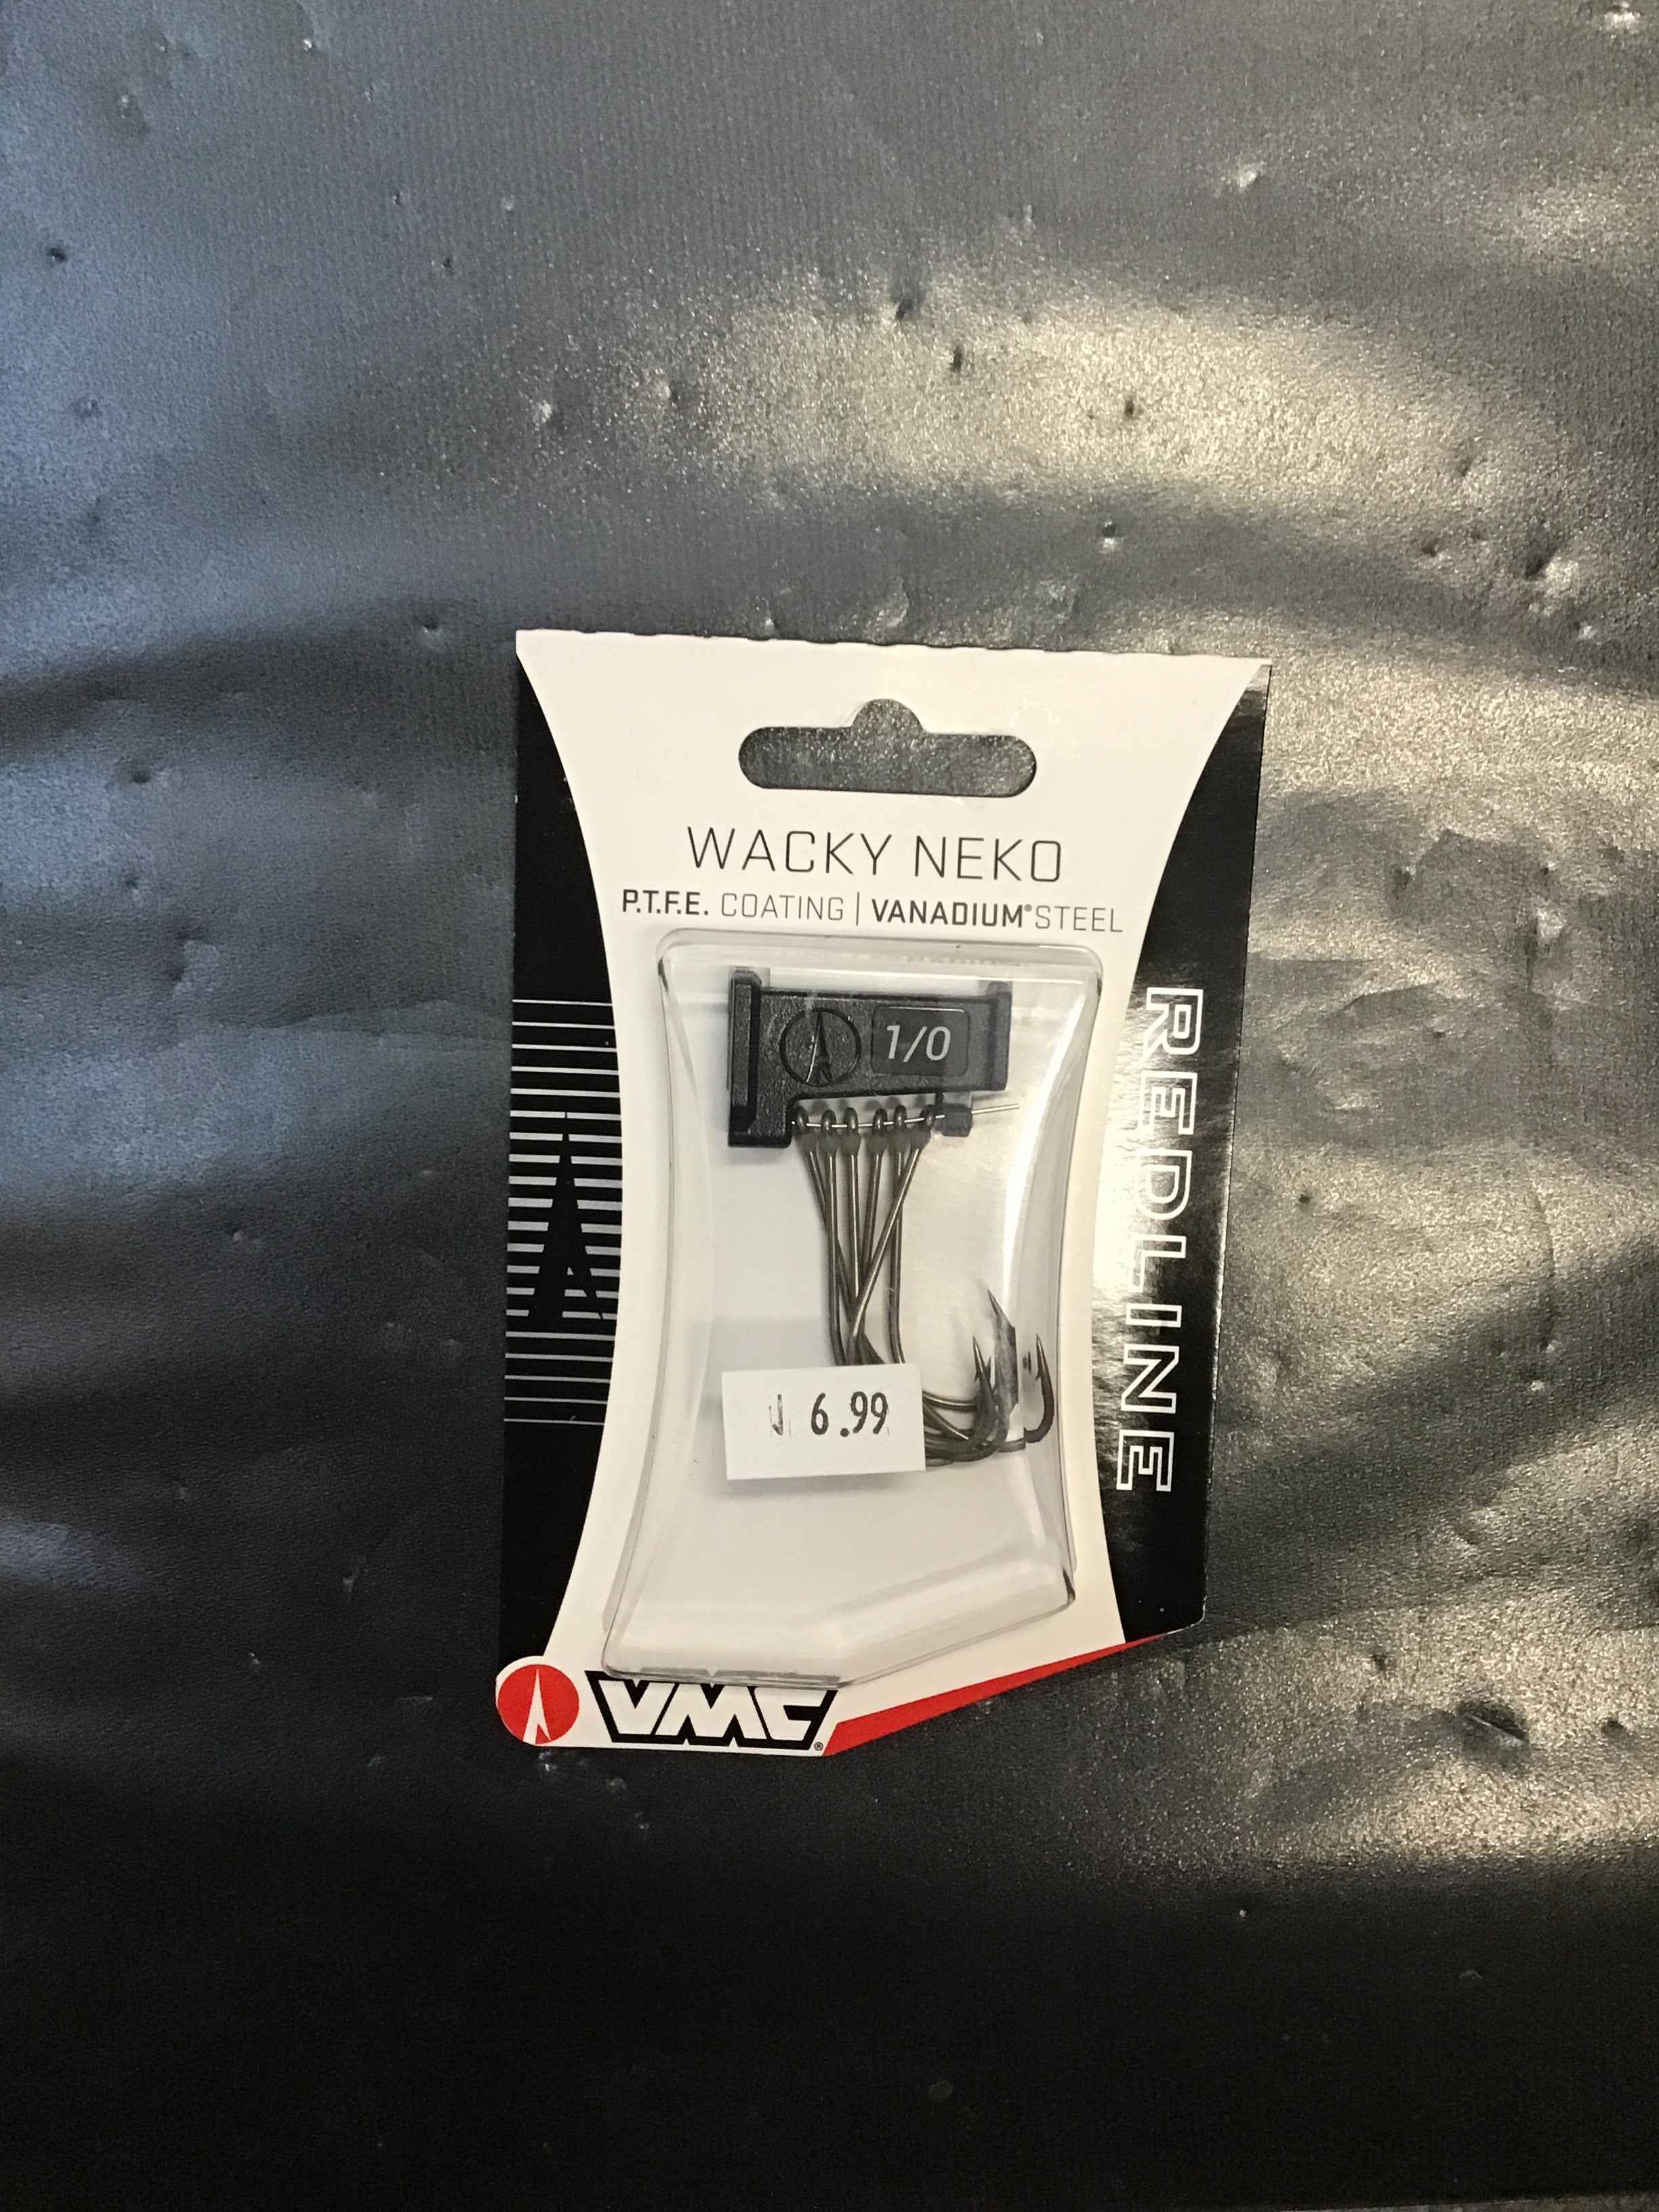 WACKY NEKO
P.T.F.E. COATING | VANADIUM® STEEL
1/0
6.99
REDLINE
VMC®